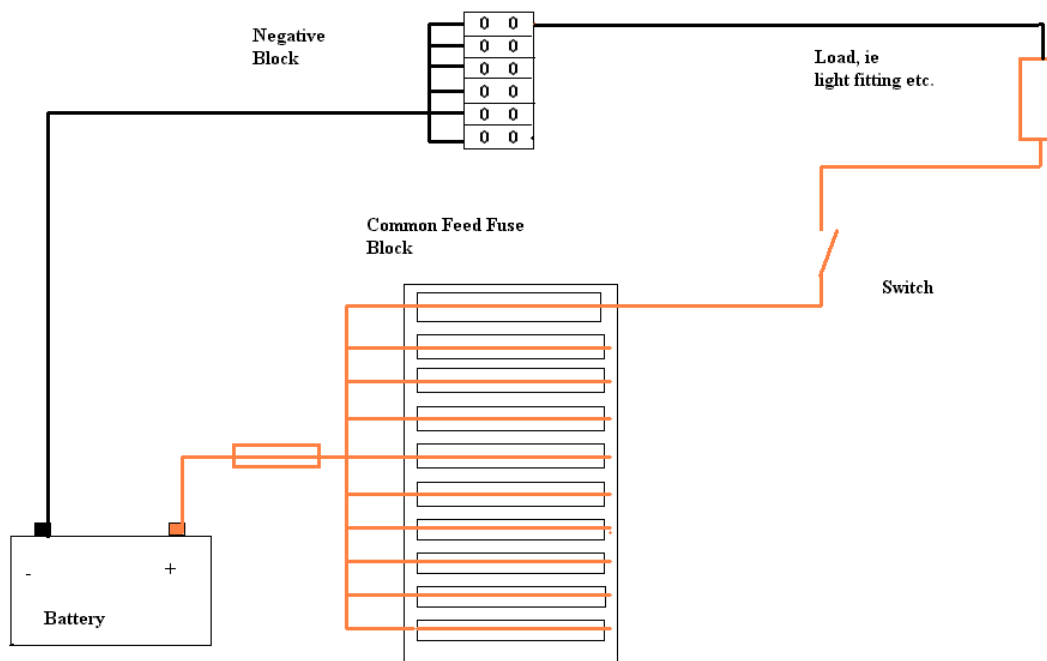 Negative
Block
0 0
0 0
0 0
0 0
0 0
0 0
Load, ie
light fitting etc.
Common Feed Fuse
Block
Switch
- +
Battery